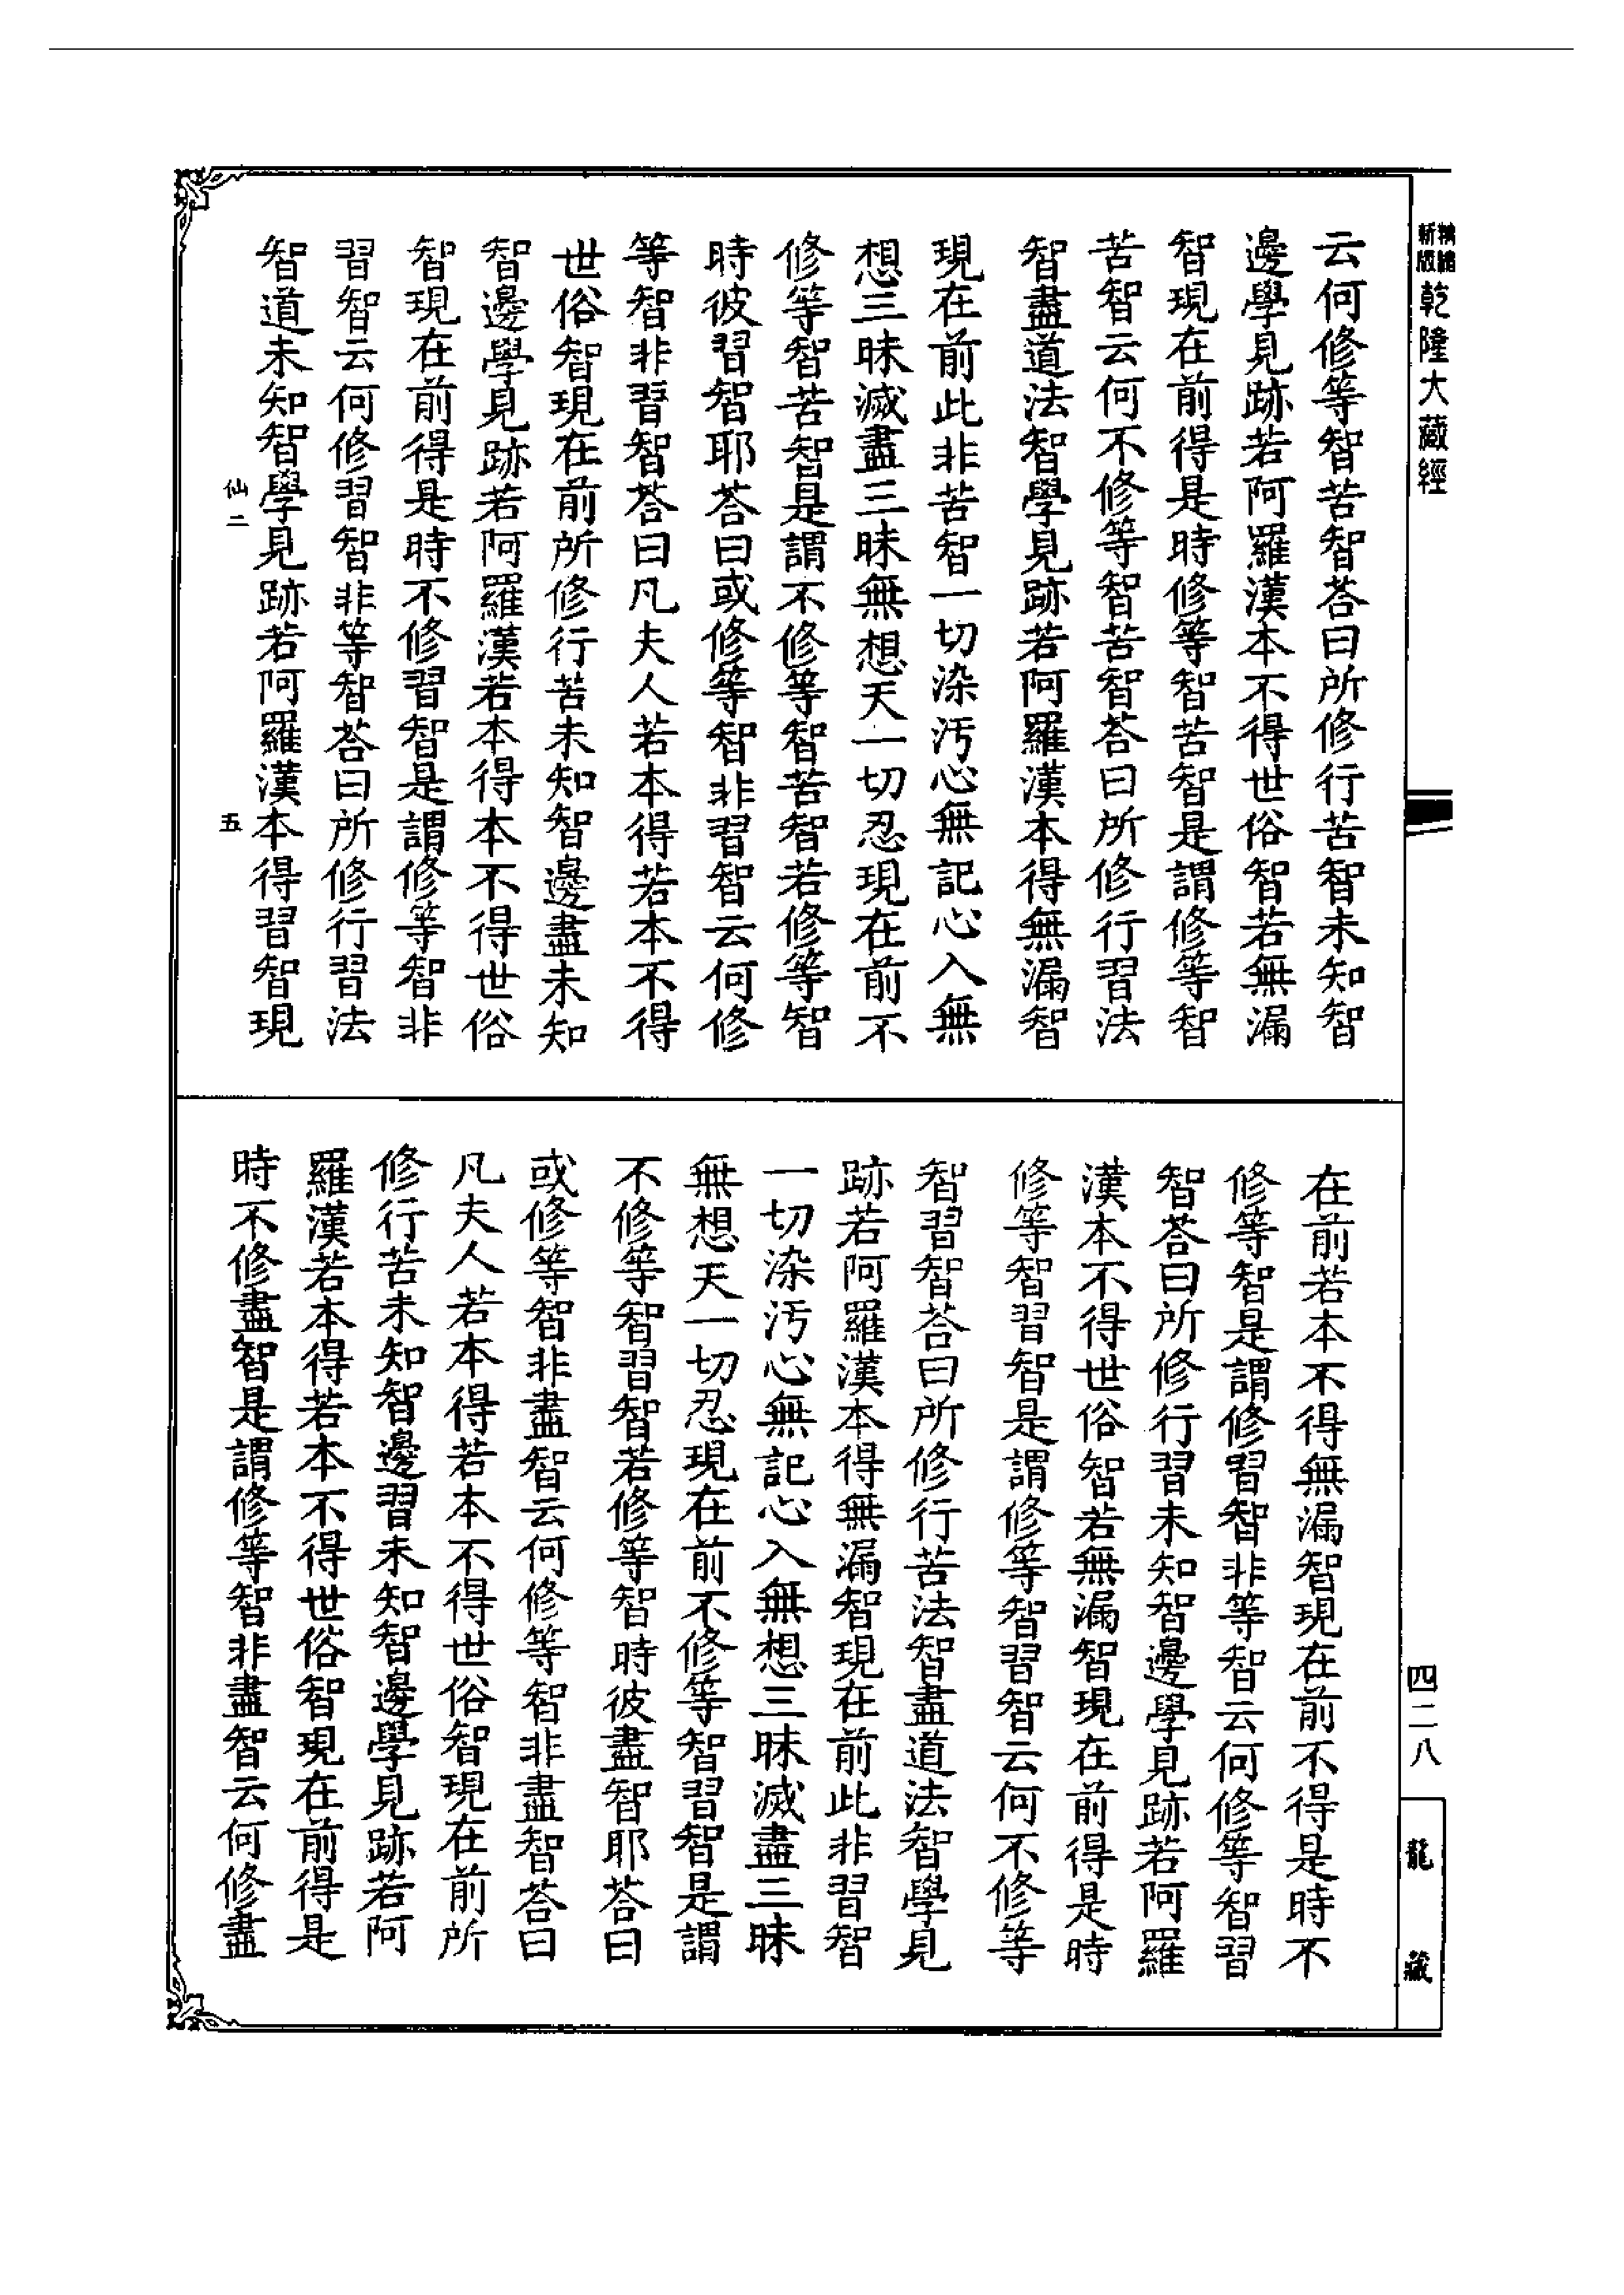 精縮新版乾隆大藏經
云何修等智苦智荅曰所修行苦智未知智
邊學見跡若阿羅漢本不得世俗智若無漏
智現在前得是時修等智苦智是謂修等智
苦智云何不修等智苦智荅曰所修行習法
智盡道法智學見跡若阿羅漢本得無漏智
現在前此非苦智一切染汚心無記心入無
想三昧滅盡三昧無想天一切忍現在前不
修等智苦智是謂不修等智苦智若修等智
時彼習智耶荅曰或修等智非習智云何修
等智非習智荅曰凡夫人若本得若本不得
世俗智現在前所修行苦未知智邊盡未知
智邊學見跡若阿羅漢若本得本不得世俗
智現在前得是時不修習智是謂修等智非
習智云何修習智非等智荅曰所修行習法
智道未知智學見跡若阿羅漢本得習智現
仙二
五
在前若本不得無漏智現在前不得是時不
修等智是謂修習智非等智云何修等智習
智荅曰所修行習未知智邊學見跡若阿羅
漢本不得世俗智若無漏智現在前得是時
修等智習智是謂修等智習智云何不修等
智習智荅曰所修行苦法智盡道法智學見
跡若阿羅漢本得無漏智現在前此非習智
一切染汚心無記心入無想三昧滅盡三昧
無想天一切忍現在前不修等智習智是謂
不修等智習智若修等智時彼盡智耶荅曰
或修等智非盡智云何修等智非盡智荅曰
凡夫人若本得若本不得世俗智現在前所
修行苦未知智邊習未知智邊學見跡若阿
羅漢若本得若本不得世俗智現在前得是
時不修盡智是謂修等智非盡智云何修盡
四二八
龍藏